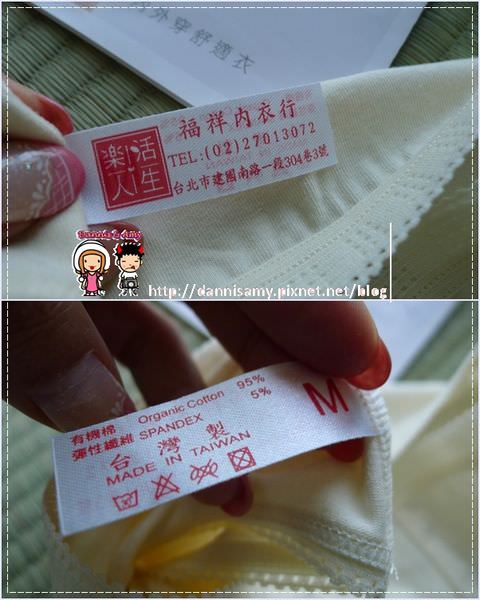 外穿舒適衣
福祥內衣行
TEL:(02)27013072
台北市建國南路一段304巷3號
樂活
人生
Dannis & Amy
http://dannisamy.pixnet.net/blog
有機棉 Organic Cotton 95%
彈性纖維 SPANDEX 5%
M
台灣製
MADE IN TAIWAN